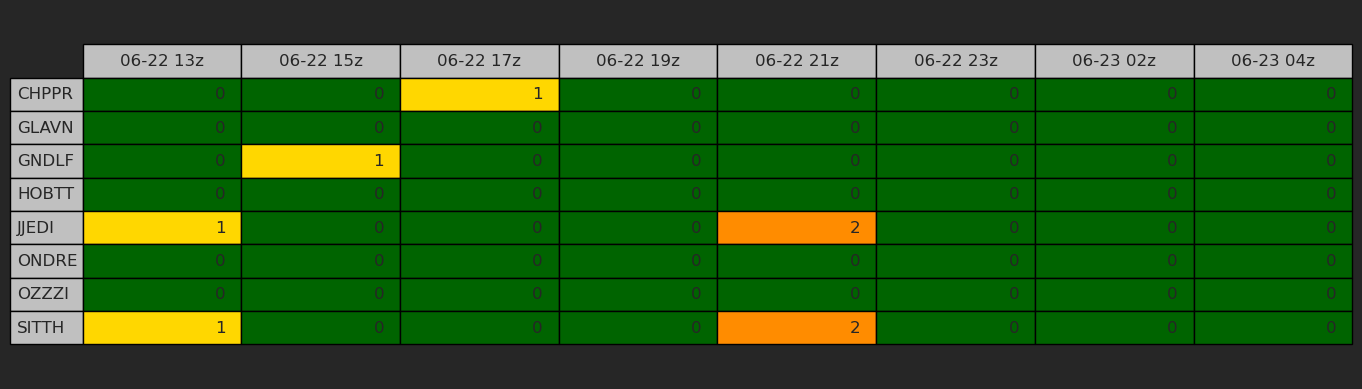 06-22 13z 06-22 15z 06-22 17z 06-22 19z 06-22 21z 06-22 23z 06-23 02z 06-23 04z
CHPPR 0 0 1 0 0 0 0 0
GLAVN 0 0 0 0 0 0 0 0
GNDLF 0 1 0 0 0 0 0 0
HOBTT 0 0 0 0 0 0 0 0
JJEDI 1 0 0 0 2 0 0 0
ONDRE 0 0 0 0 0 0 0 0
OZZZI 0 0 0 0 0 0 0 0
SITTH 1 0 0 0 2 0 0 0